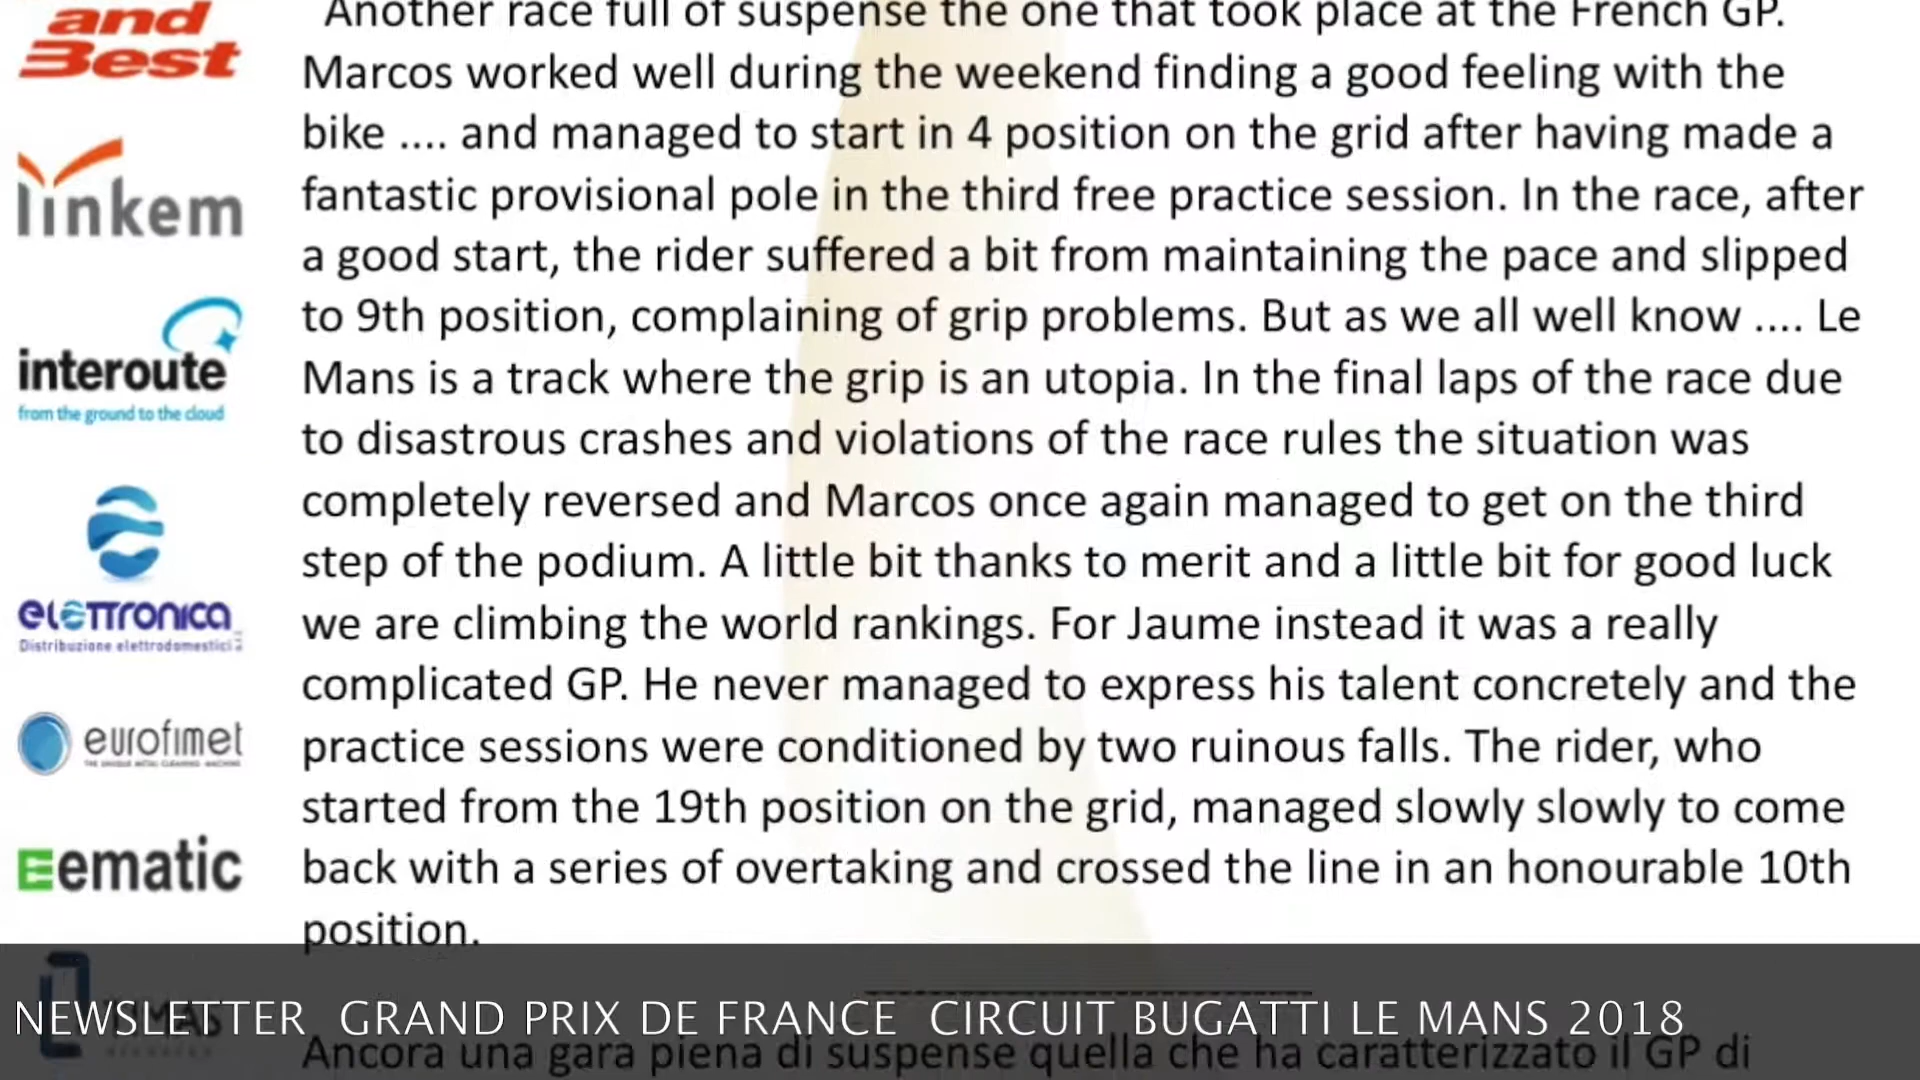 and
Best
linkem
interoute
from the ground to the cloud
elettronica
Distribuzione elettrodomestici
eurofimet
THE UNIQUE METAL CLEANING MACHINE
ematic
Another race full of suspense the one that took place at the French GP.
Marcos worked well during the weekend finding a good feeling with the
bike .... and managed to start in 4 position on the grid after having made a
fantastic provisional pole in the third free practice session. In the race, after
a good start, the rider suffered a bit from maintaining the pace and slipped
to 9th position, complaining of grip problems. But as we all well know .... Le
Mans is a track where the grip is an utopia. In the final laps of the race due
to disastrous crashes and violations of the race rules the situation was
completely reversed and Marcos once again managed to get on the third
step of the podium. A little bit thanks to merit and a little bit for good luck
we are climbing the world rankings. For Jaume instead it was a really
complicated GP. He never managed to express his talent concretely and the
practice sessions were conditioned by two ruinous falls. The rider, who
started from the 19th position on the grid, managed slowly slowly to come
back with a series of overtaking and crossed the line in an honourable 10th
position.
NEWSLETTER GRAND PRIX DE FRANCE CIRCUIT BUGATTI LE MANS 2018
Ancora una gara piena di suspense quella che ha caratterizzato il GP di